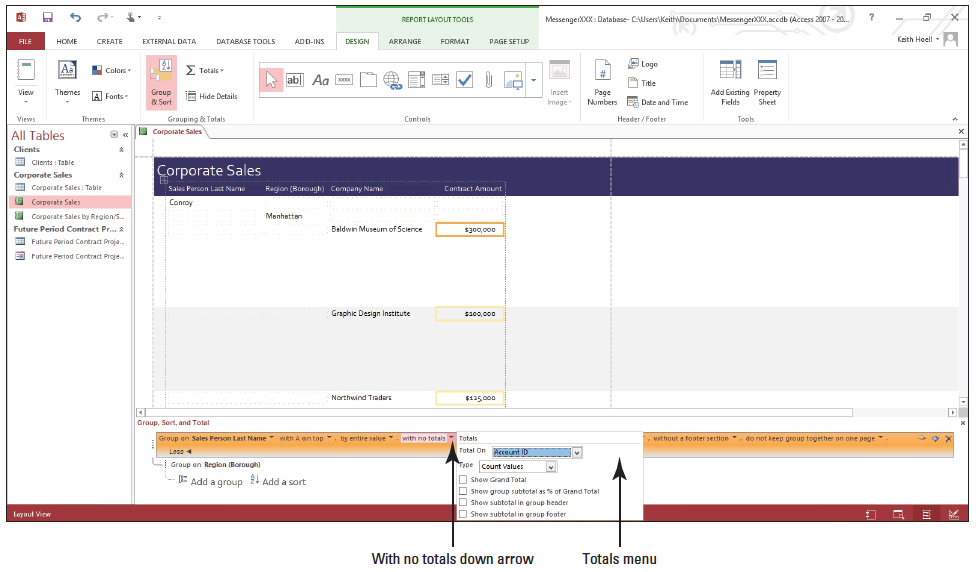 REPORT LAYOUT TOOLS
MessengerXXX : Database- C:\Users\Keith\Documents\MessengerXXX.accdb (Access 2007 - 20...
?
FILE HOME CREATE EXTERNAL DATA DATABASE TOOLS ADD-INS DESIGN ARRANGE FORMAT PAGE SETUP
Keith Hoell
View
Themes
Colors
Fonts
Group & Sort
Totals
Hide Details
ab|
Aa
xxxx
Insert Image
Page Numbers
Logo
Title
Date and Time
Add Existing Fields
Property Sheet
Views Themes Grouping & Totals Controls Header / Footer Tools
All Tables
Clients
Clients : Table
Corporate Sales
Corporate Sales : Table
Corporate Sales
Corporate Sales by Region/S...
Future Period Contract Pr...
Future Period Contract Proje...
Future Period Contract Proje...
Corporate Sales
Corporate Sales
Sales Person Last Name Region (Borough) Company Name Contract Amount
Conroy
Manhattan
Baldwin Museum of Science $300,000
Graphic Design Institute $200,000
Northwind Traders $125,000
Group, Sort, and Total
Group on Sales Person Last Name , with A on top , by entire value , with no totals
, without a footer section , do not keep group together on one page ,
Less
Group on Region (Borough)
Add a group Add a sort
Totals
Total On Account ID
Type Count Values
Show Grand Total
Show group subtotal as % of Grand Total
Show subtotal in group header
Show subtotal in group footer
Layout View
With no totals down arrow
Totals menu